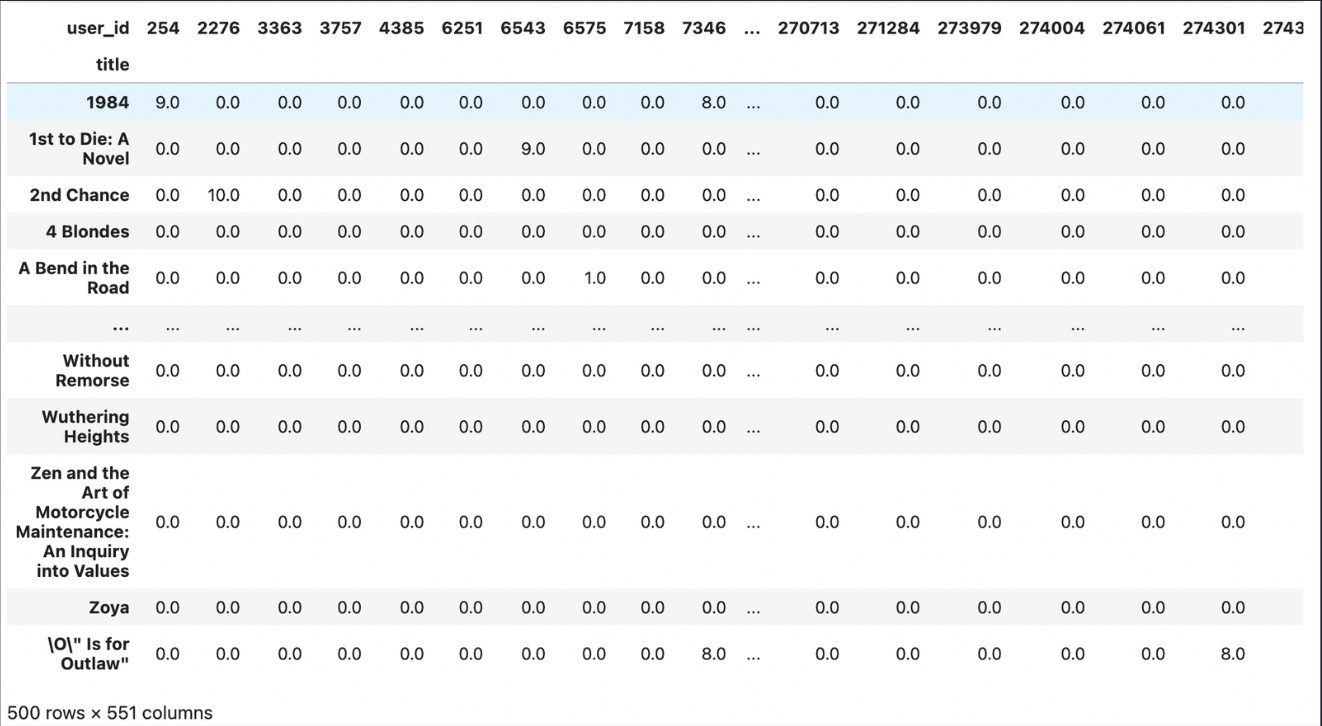 user_id 254 2276 3363 3757 4385 6251 6543 6575 7158 7346 ... 270713 271284 273979 274004 274061 274301 2743
title
1984 9.0 0.0 0.0 0.0 0.0 0.0 0.0 0.0 0.0 8.0 ... 0.0 0.0 0.0 0.0 0.0 0.0
1st to Die: A
Novel 0.0 0.0 0.0 0.0 0.0 0.0 9.0 0.0 0.0 0.0 ... 0.0 0.0 0.0 0.0 0.0 0.0
2nd Chance 0.0 10.0 0.0 0.0 0.0 0.0 0.0 0.0 0.0 0.0 ... 0.0 0.0 0.0 0.0 0.0 0.0
4 Blondes 0.0 0.0 0.0 0.0 0.0 0.0 0.0 0.0 0.0 0.0 ... 0.0 0.0 0.0 0.0 0.0 0.0
A Bend in the
Road 0.0 0.0 0.0 0.0 0.0 0.0 0.0 1.0 0.0 0.0 ... 0.0 0.0 0.0 0.0 0.0 0.0
... ... ... ... ... ... ... ... ... ... ... ... ... ... ... ... ... ...
Without
Remorse 0.0 0.0 0.0 0.0 0.0 0.0 0.0 0.0 0.0 0.0 ... 0.0 0.0 0.0 0.0 0.0 0.0
Wuthering
Heights 0.0 0.0 0.0 0.0 0.0 0.0 0.0 0.0 0.0 0.0 ... 0.0 0.0 0.0 0.0 0.0 0.0
Zen and the
Art of
Motorcycle
Maintenance: 0.0 0.0 0.0 0.0 0.0 0.0 0.0 0.0 0.0 0.0 ... 0.0 0.0 0.0 0.0 0.0 0.0
An Inquiry
into Values
Zoya 0.0 0.0 0.0 0.0 0.0 0.0 0.0 0.0 0.0 0.0 ... 0.0 0.0 0.0 0.0 0.0 0.0
\O\" Is for
Outlaw" 0.0 0.0 0.0 0.0 0.0 0.0 0.0 0.0 0.0 8.0 ... 0.0 0.0 0.0 0.0 0.0 8.0
500 rows × 551 columns